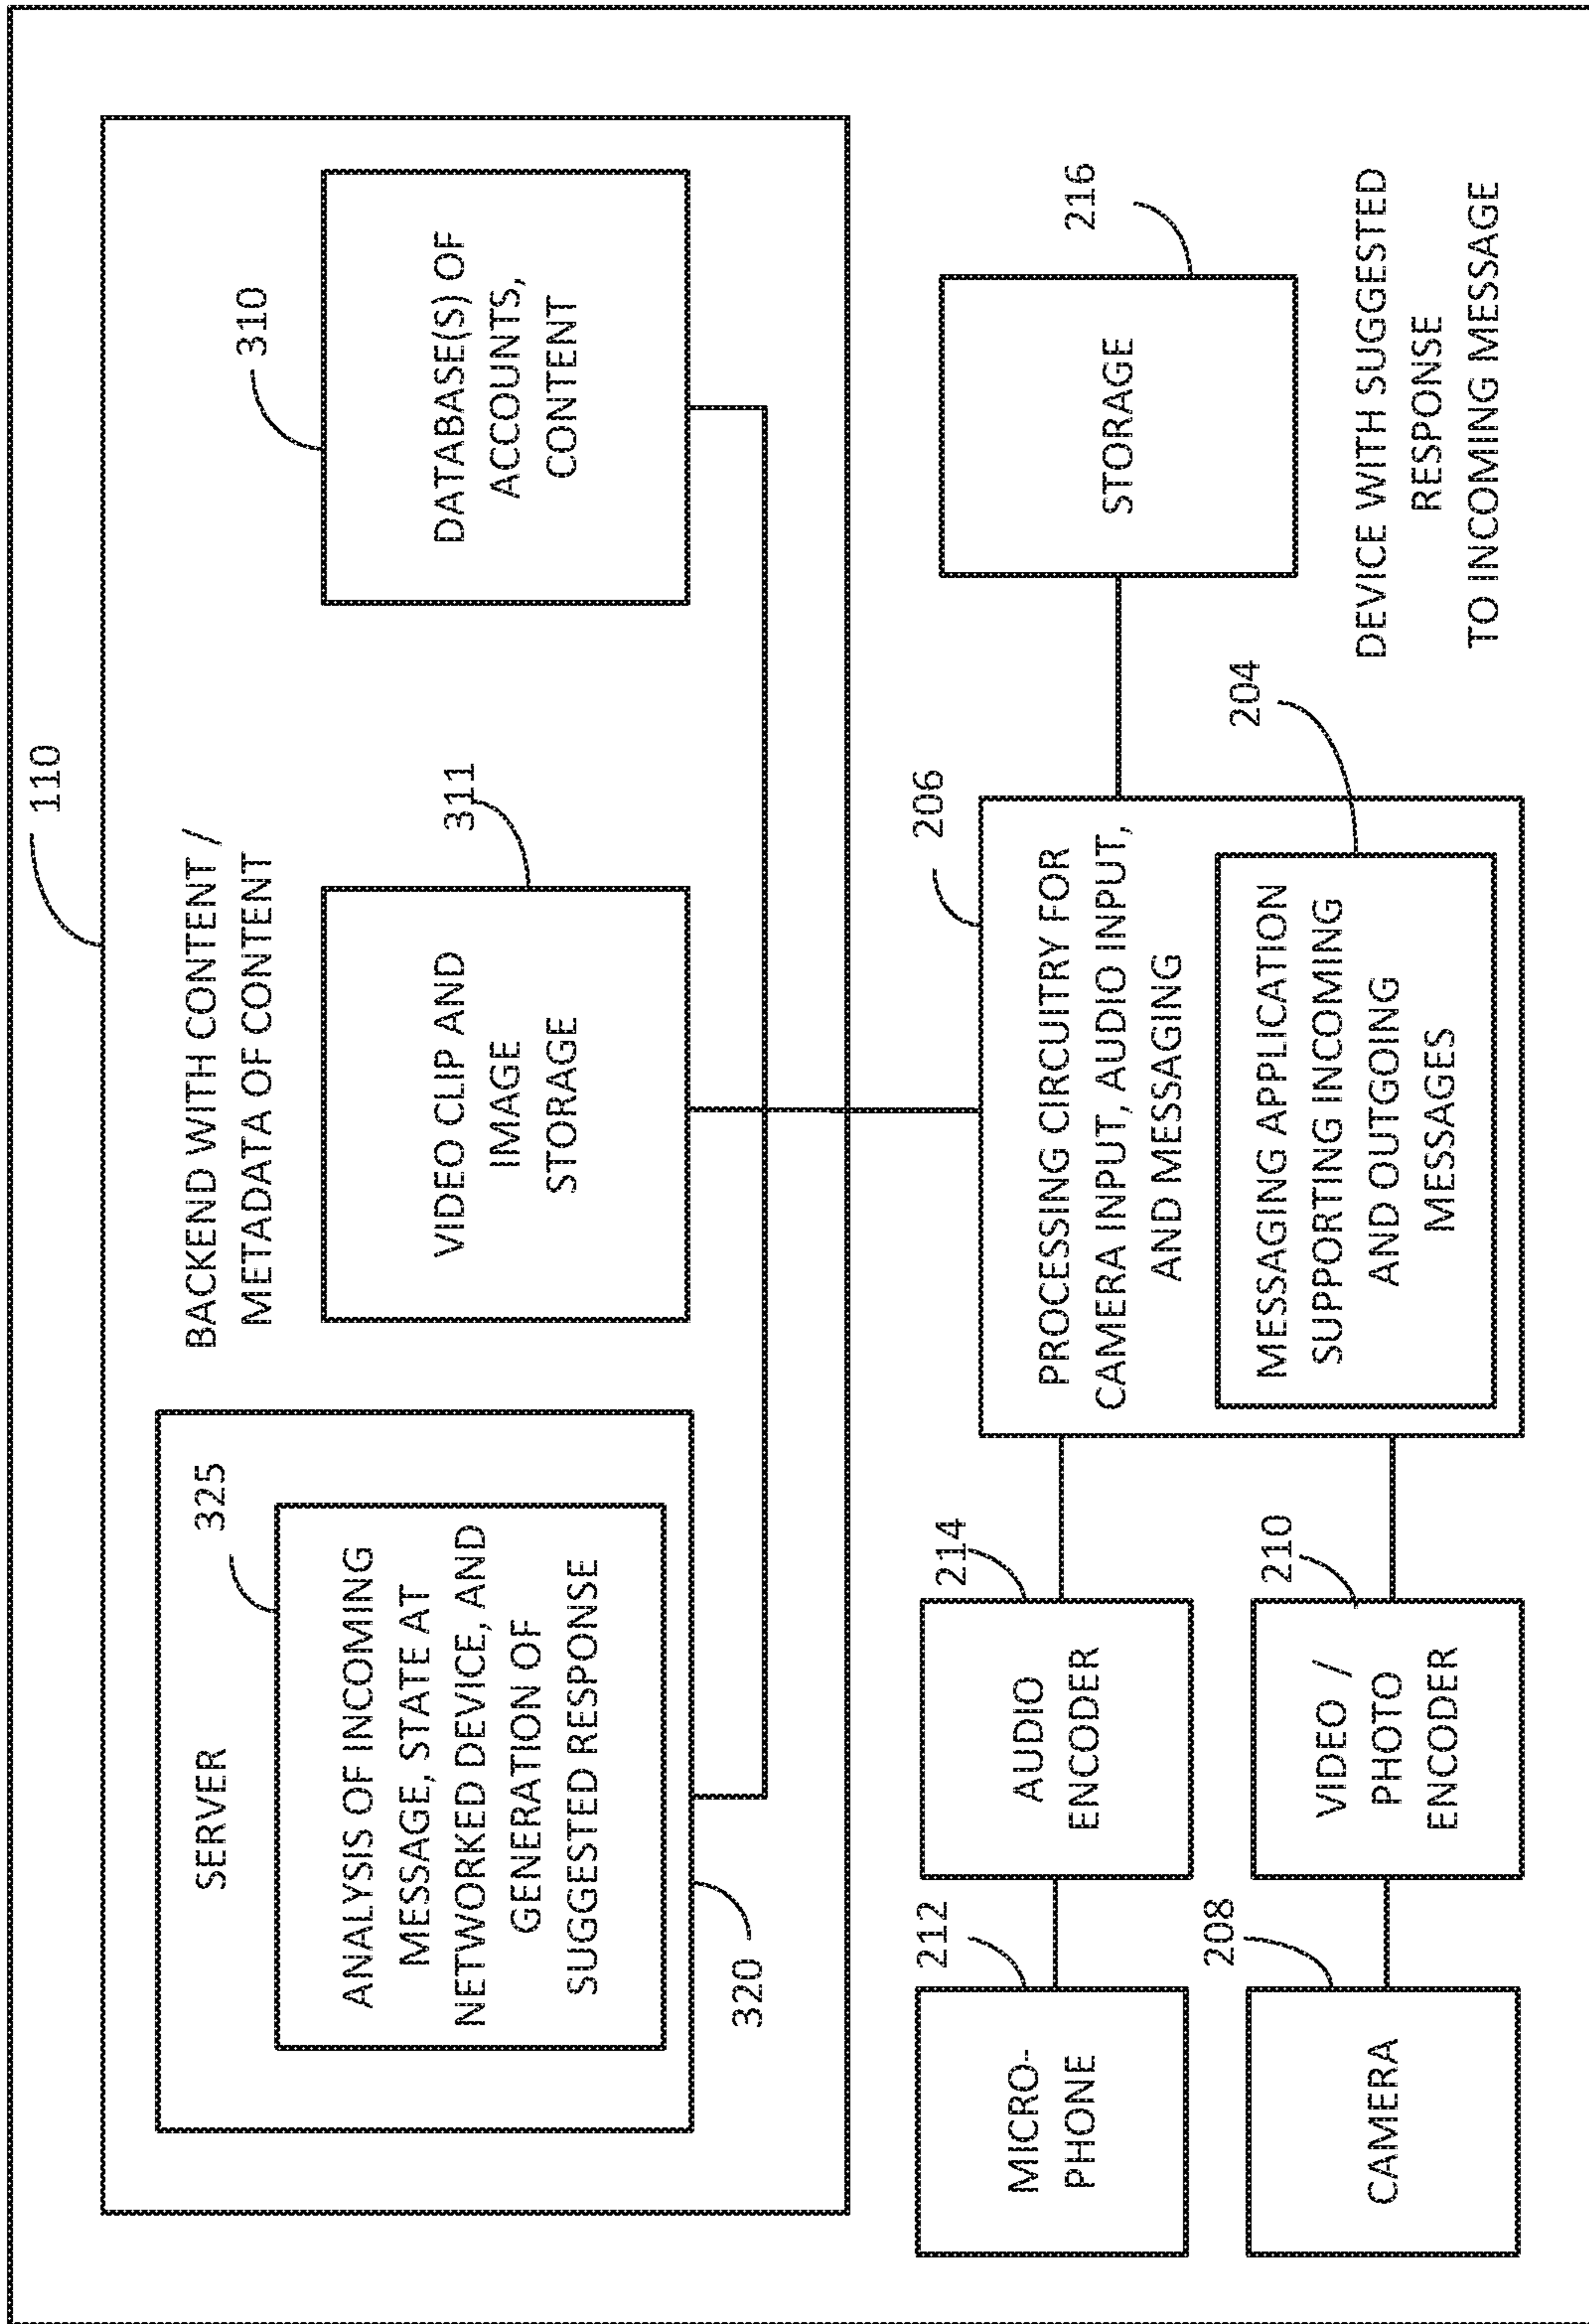 110
BACKEND WITH CONTENT /
METADATA OF CONTENT
SERVER
325
ANALYSIS OF INCOMING
MESSAGE, STATE AT
NETWORKED DEVICE, AND
GENERATION OF
SUGGESTED RESPONSE
320
311
VIDEO CLIP AND
IMAGE
STORAGE
310
DATABASE(S) OF
ACCOUNTS,
CONTENT
212
MICRO-
PHONE
214
AUDIO
ENCODER
208
CAMERA
210
VIDEO /
PHOTO
ENCODER
206
PROCESSING CIRCUITRY FOR
CAMERA INPUT, AUDIO INPUT,
AND MESSAGING
204
MESSAGING APPLICATION
SUPPORTING INCOMING
AND OUTGOING
MESSAGES
216
STORAGE
DEVICE WITH SUGGESTED
RESPONSE
TO INCOMING MESSAGE